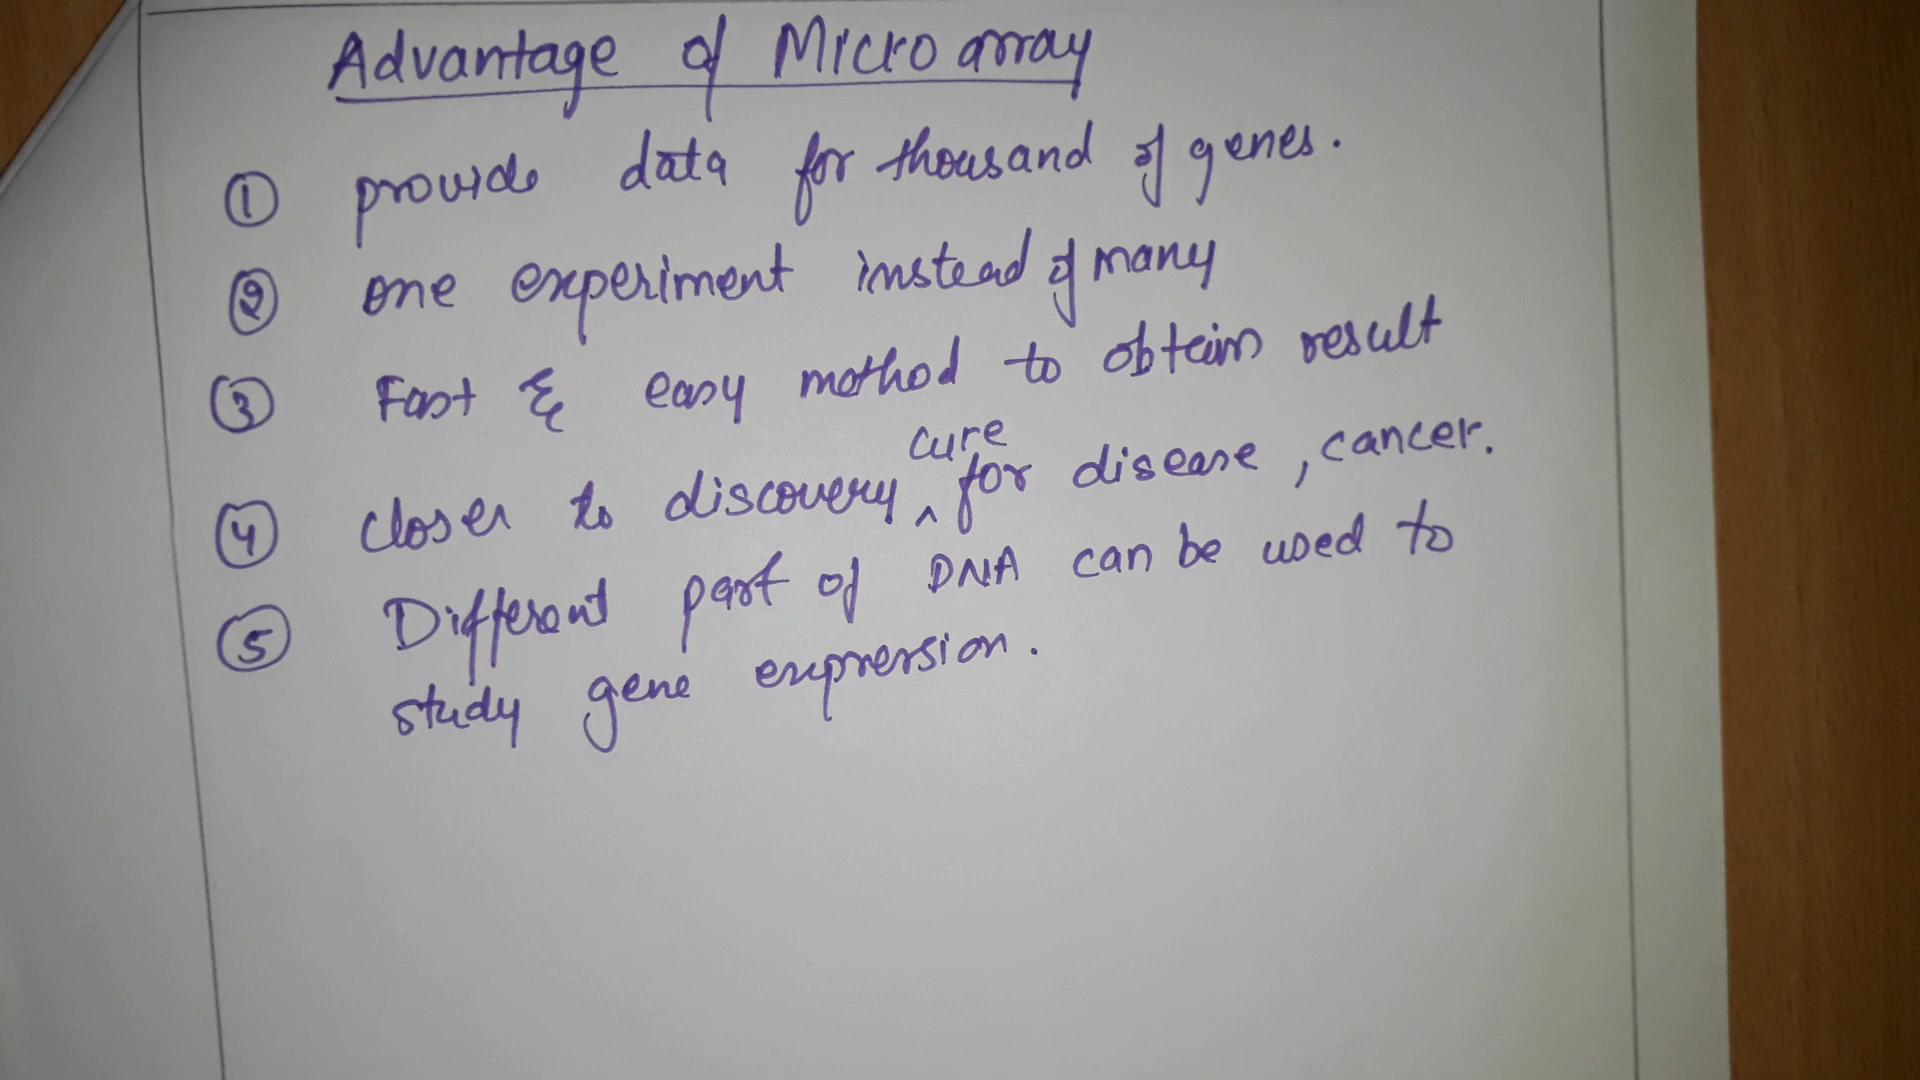 Advantage of Micro array
① provide data for thousand of genes.
② one experiment instead of many
③ Fast & easy method to obtain result
④ closer to discovery ^cure for disease, cancer.
⑤ Different part of DNA can be used to
study gene expression.